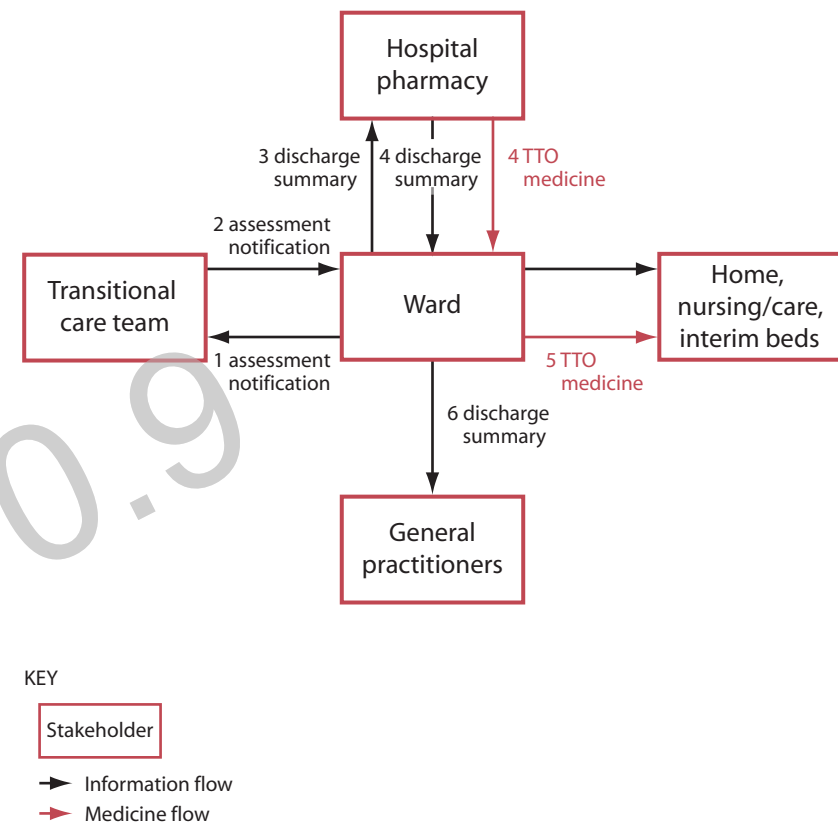 Hospital
pharmacy
3 discharge
summary
4 discharge
summary
4 TTO
medicine
2 assessment
notification
Transitional
care team
Ward
Home,
nursing/care,
interim beds
1 assessment
notification
5 TTO
medicine
6 discharge
summary
0.9
General
practitioners
KEY
Stakeholder
Information flow
Medicine flow